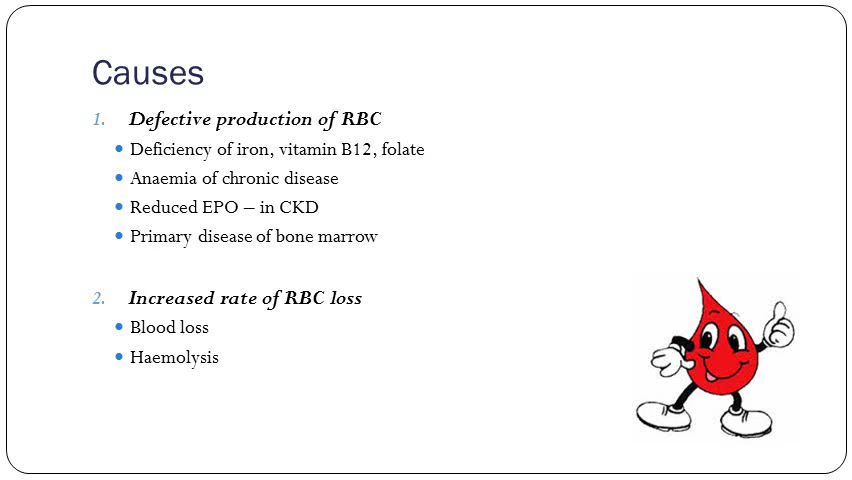 Causes
1. Defective production of RBC
• Deficiency of iron, vitamin B12, folate
• Anaemia of chronic disease
• Reduced EPO – in CKD
• Primary disease of bone marrow
2. Increased rate of RBC loss
• Blood loss
• Haemolysis